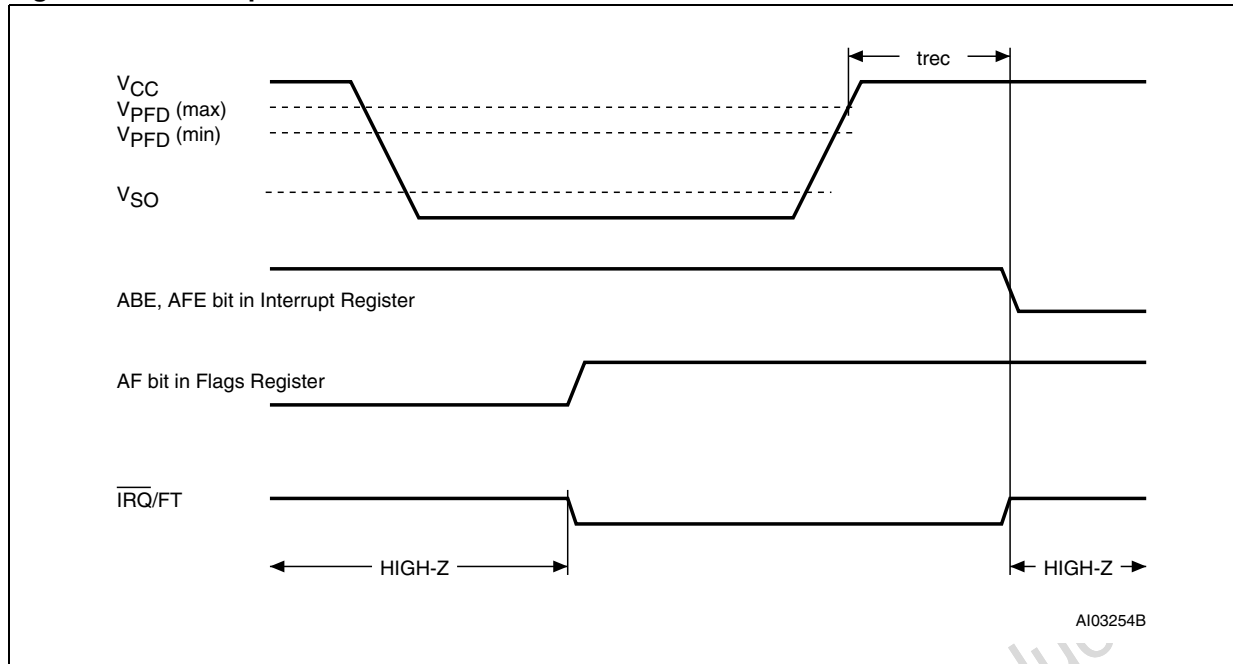 trec
VCC
VPFD (max)
VPFD (min)
VSO
ABE, AFE bit in Interrupt Register
AF bit in Flags Register
IRQ/FT
HIGH-Z
HIGH-Z
AI03254B